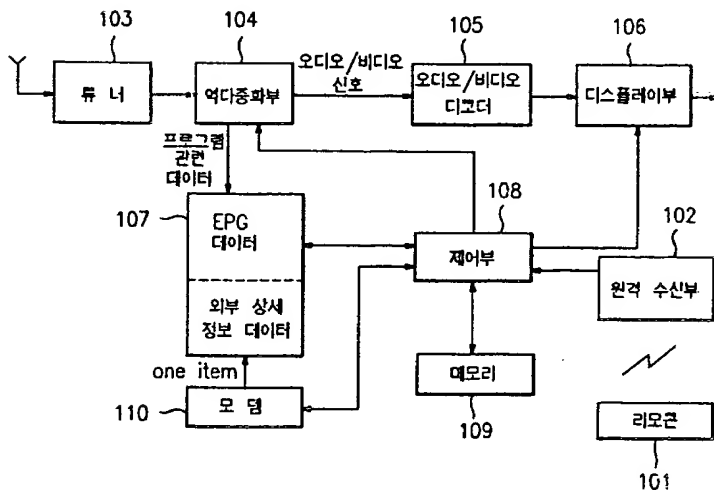 103
104
105
106
튜 너
역다중화부
오디오/비디오
신호
오디오/비디오
디코더
디스플레이부
프로그램
관련
데이터
107
EPG
데이터
외부 상세
정보 데이터
108
제어부
102
원격 수신부
one item
110
모 뎀
메모리
109
리모콘
101